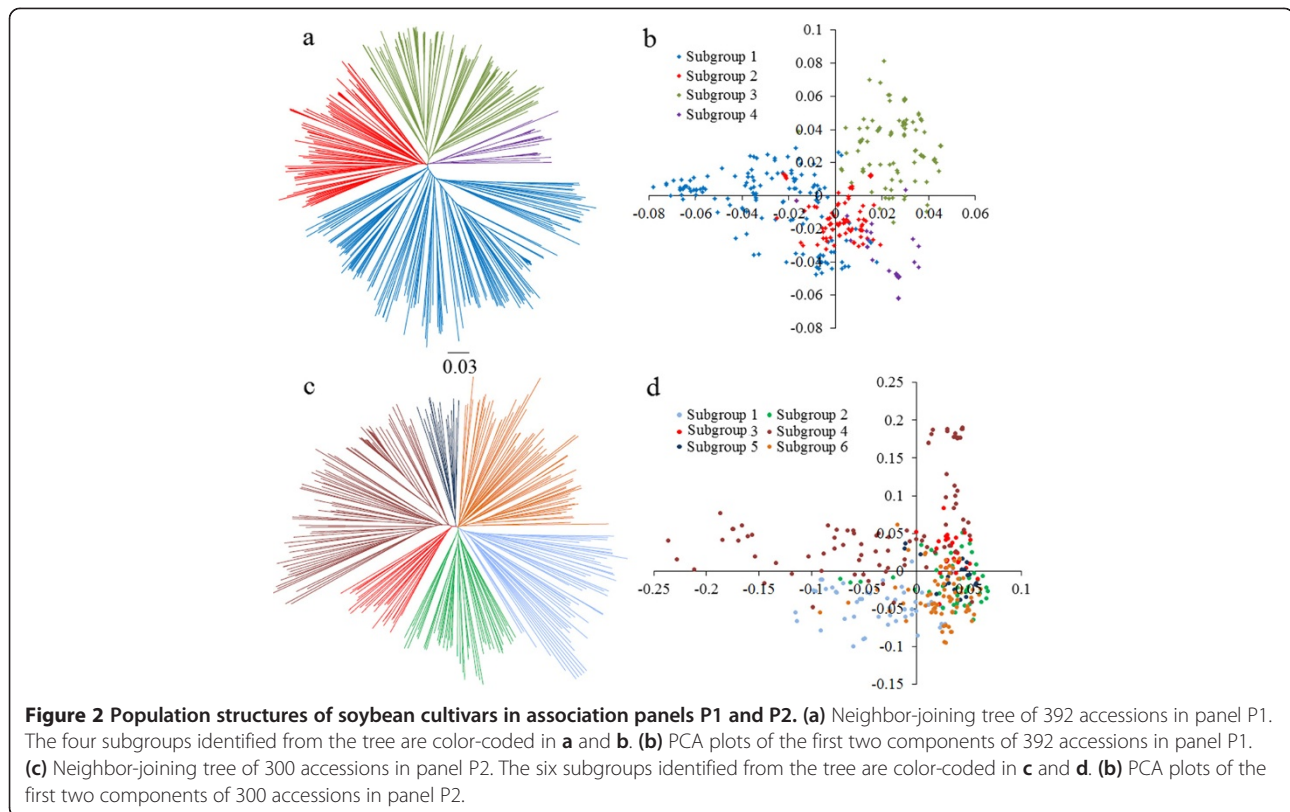 a
b
Subgroup 1
Subgroup 2
Subgroup 3
Subgroup 4
0.1
0.08
0.06
0.04
0.02
0
-0.02
-0.04
-0.06
-0.08
-0.08 -0.06 -0.04 -0.02 0 0.02 0.04 0.06
0.03
c
d
Subgroup 1 Subgroup 2
Subgroup 3 Subgroup 4
Subgroup 5 Subgroup 6
0.25
0.2
0.15
0.1
0.05
0
-0.05
-0.1
-0.15
-0.25 -0.2 -0.15 -0.1 -0.05 0 0.05 0.1
Figure 2 Population structures of soybean cultivars in association panels P1 and P2. (a) Neighbor-joining tree of 392 accessions in panel P1.
The four subgroups identified from the tree are color-coded in a and b. (b) PCA plots of the first two components of 392 accessions in panel P1.
(c) Neighbor-joining tree of 300 accessions in panel P2. The six subgroups identified from the tree are color-coded in c and d. (b) PCA plots of the
first two components of 300 accessions in panel P2.